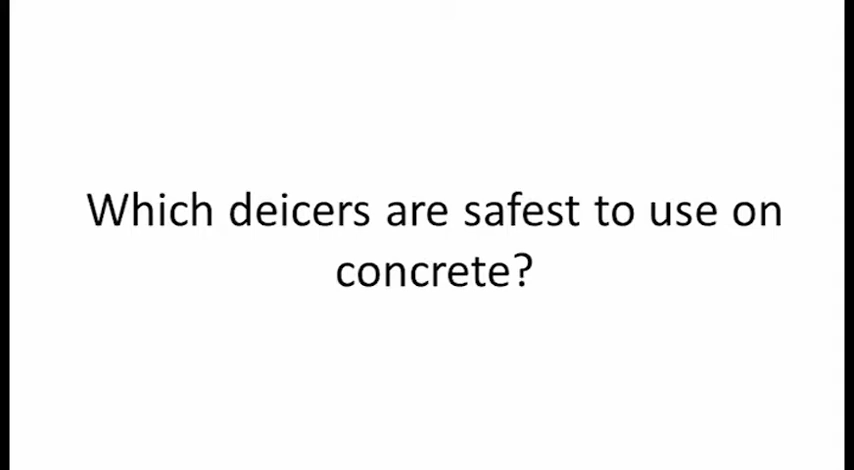 Which deicers are safest to use on
concrete?